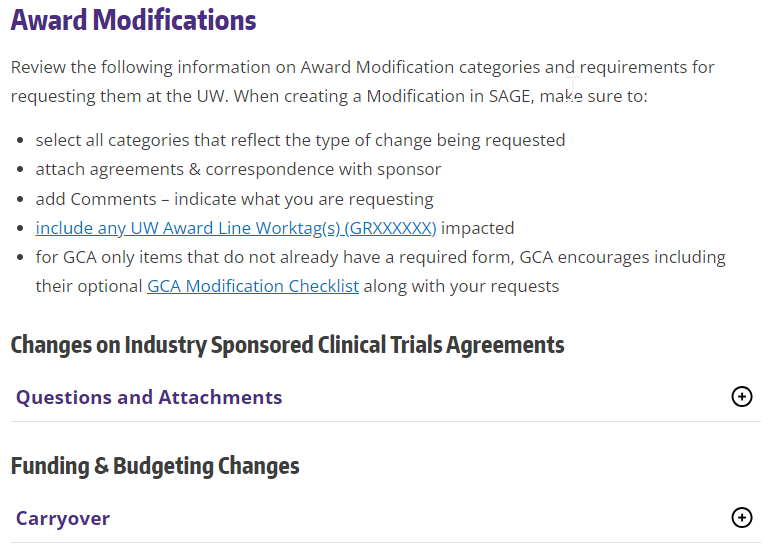 Award Modifications
Review the following information on Award Modification categories and requirements for
requesting them at the UW. When creating a Modification in SAGE, make sure to:
• select all categories that reflect the type of change being requested
• attach agreements & correspondence with sponsor
• add Comments – indicate what you are requesting
• include any UW Award Line Worktag(s) (GRXXXXXX) impacted
• for GCA only items that do not already have a required form, GCA encourages including
their optional GCA Modification Checklist along with your requests
Changes on Industry Sponsored Clinical Trials Agreements
Questions and Attachments
Funding & Budgeting Changes
Carryover